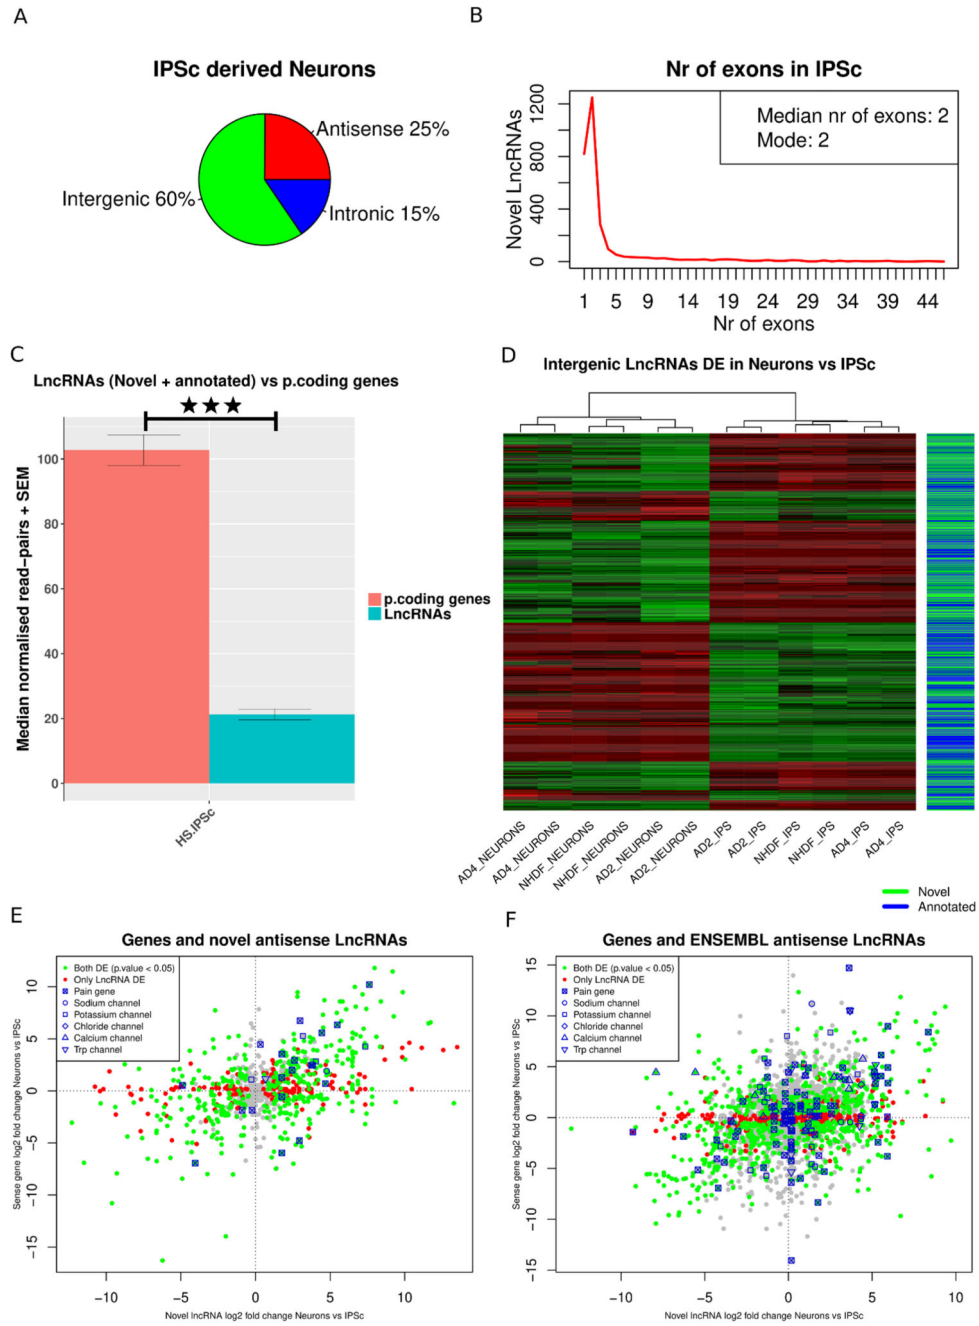 A
IPSc derived Neurons
Antisense 25%
Intergenic 60%
Intronic 15%
B
Nr of exons in IPSc
Median nr of exons: 2
Mode: 2
Novel LncRNAs
1200
800
400
0
1 5 9 14 19 24 29 34 39 44
Nr of exons
C
LncRNAs (Novel + annotated) vs p.coding genes
★★★
Median normalised read-pairs + SEM
100
80
60
40
20
0
HS.IPSc
p.coding genes
LncRNAs
D
Intergenic LncRNAs DE in Neurons vs IPSc
AD4_NEURONS
AD4_NEURONS
NHDF_NEURONS
NHDF_NEURONS
AD2_NEURONS
AD2_NEURONS
AD2_IPS
AD2_IPS
NHDF_IPS
NHDF_IPS
AD4_IPS
AD4_IPS
Novel
Annotated
E
Genes and novel antisense LncRNAs
Both DE (p.value < 0.05)
Only LncRNA DE
Pain gene
Sodium channel
Potassium channel
Chloride channel
Calcium channel
Trp channel
Sense gene log2 fold change Neurons vs IPSc
10
5
0
−5
−10
−15
−10 −5 0 5 10
Novel lncRNA log2 fold change Neurons vs IPSc
F
Genes and ENSEMBL antisense LncRNAs
Both DE (p.value < 0.05)
Only LncRNA DE
Pain gene
Sodium channel
Potassium channel
Chloride channel
Calcium channel
Trp channel
Sense gene log2 fold change Neurons vs IPSc
15
10
5
0
−5
−10
−15
−10 −5 0 5 10
Novel lncRNA log2 fold change Neurons vs IPSc